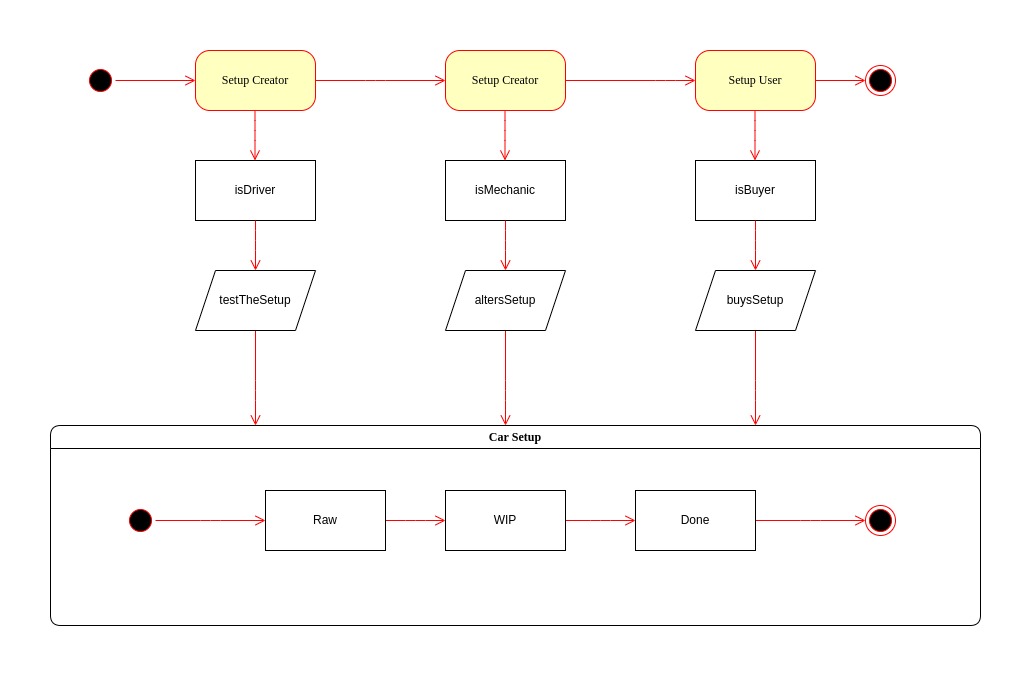 Setup Creator
Setup Creator
Setup User
isDriver
isMechanic
isBuyer
testTheSetup
altersSetup
buysSetup
Car Setup
Raw
WIP
Done